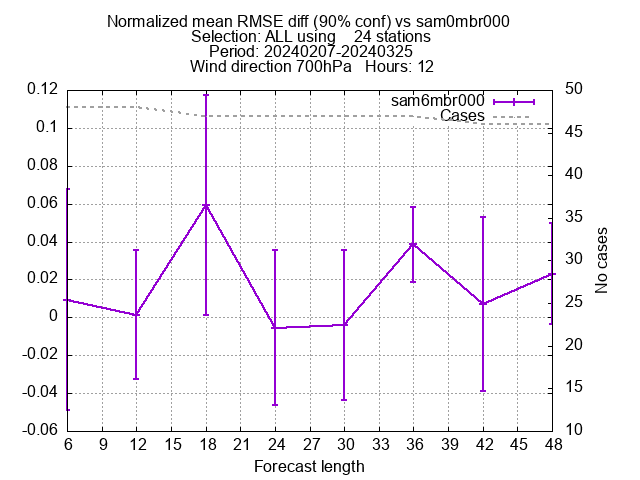 Normalized mean RMSE diff (90% conf) vs sam0mbr000
Selection: ALL using    24 stations
Period: 20240207-20240325
Wind direction 700hPa   Hours: 12
sam6mbr000
Cases
0.12
0.1
0.08
0.06
0.04
0.02
0
-0.02
-0.04
-0.06
50
45
40
35
30
25
20
15
10
No cases
6 12 15 18 21 24 27 30 33 36 39 42 45 48
Forecast length